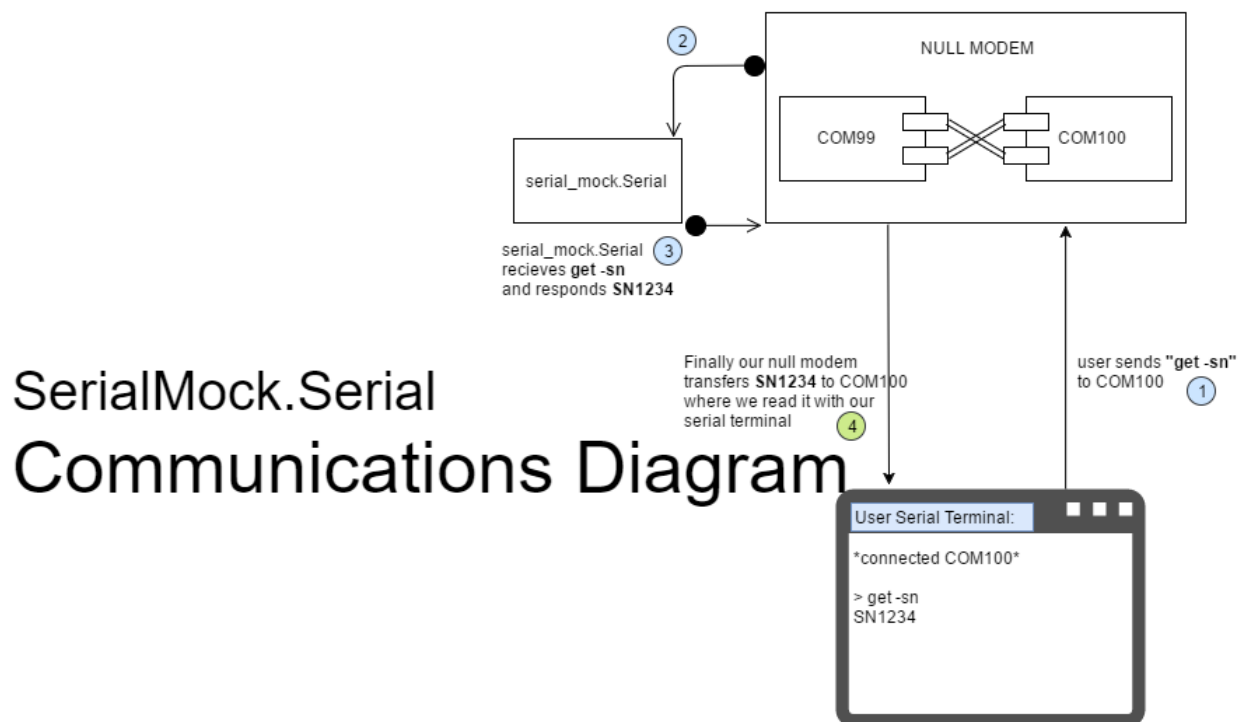 NULL MODEM
2
COM99
COM100
serial_mock.Serial
serial_mock.Serial
3
recieves get -sn
and responds SN1234
Finally our null modem
transfers SN1234 to COM100
where we read it with our
serial terminal
4
user sends "get -sn"
to COM100
1
SerialMock.Serial
Communications Diagram
User Serial Terminal:
*connected COM100*
> get -sn
SN1234